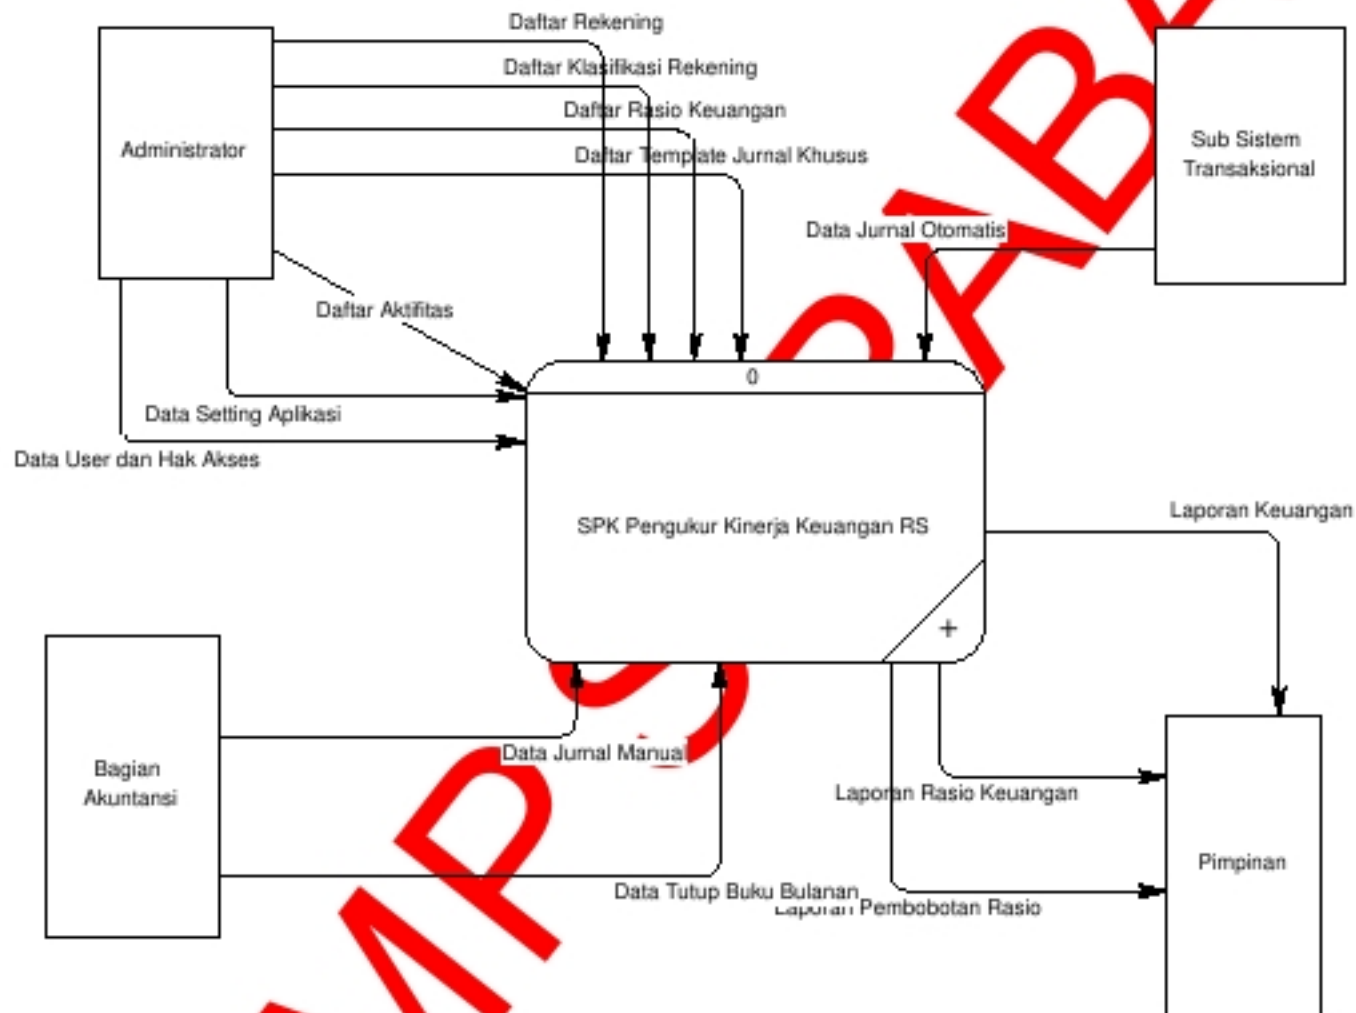 Daftar Rekening
Daftar Klasifikasi Rekening
Daftar Rasio Keuangan
Daftar Template Jurnal Khusus
Administrator
Sub Sistem
Transaksional
Data Jurnal Otomatis
Daftar Aktifitas
0
Data Setting Aplikasi
Data User dan Hak Akses
SPK Pengukur Kinerja Keuangan RS
Laporan Keuangan
+
Data Jurnal Manual
Bagian
Akuntansi
Laporan Rasio Keuangan
Pimpinan
Data Tutup Buku Bulanan
Laporan Pembobotan Rasio